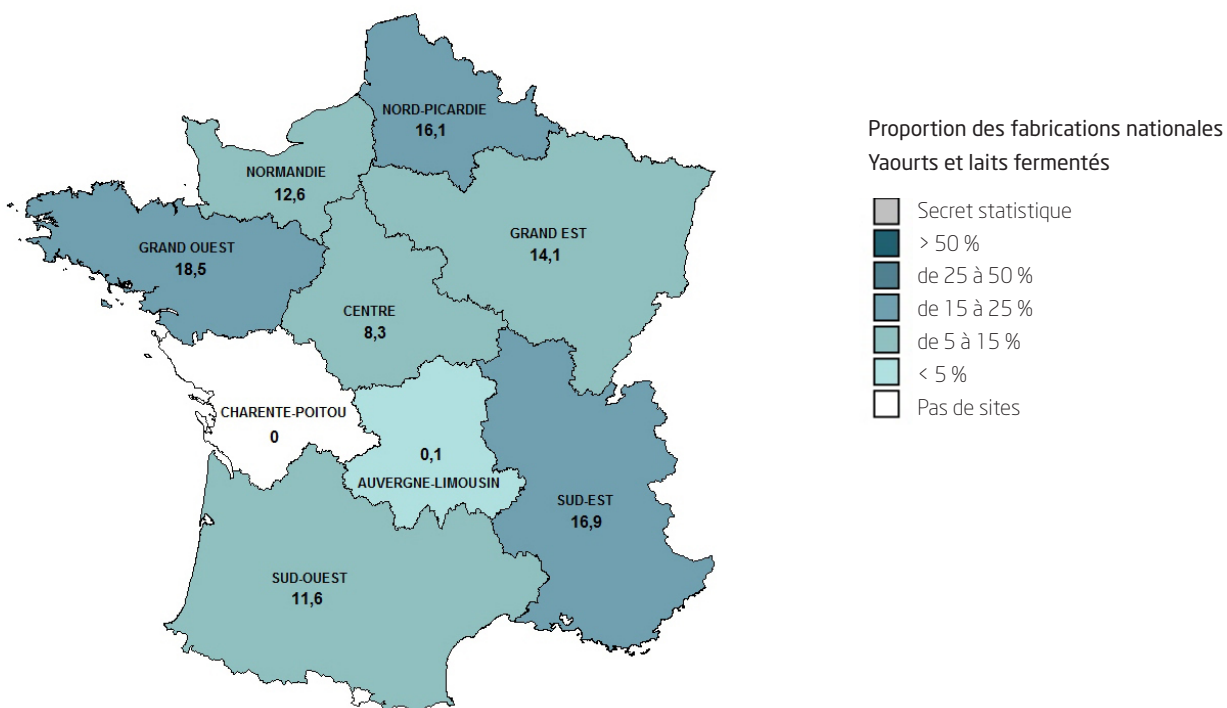 NORD-PICARDIE
16,1
NORMANDIE
12,6
GRAND EST
14,1
GRAND OUEST
18,5
CENTRE
8,3
CHARENTE-POITOU
0
0,1
AUVERGNE-LIMOUSIN
SUD-EST
16,9
SUD-OUEST
11,6
Proportion des fabrications nationales
Yaourts et laits fermentés
Secret statistique
> 50 %
de 25 à 50 %
de 15 à 25 %
de 5 à 15 %
< 5 %
Pas de sites